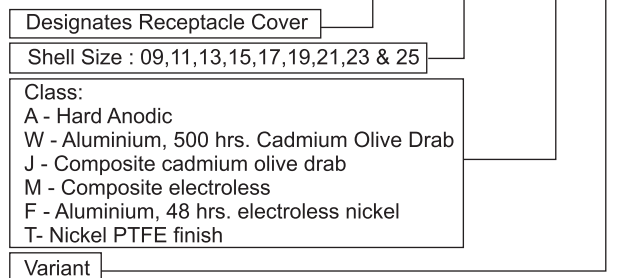 Designates Receptacle Cover
Shell Size : 09,11,13,15,17,19,21,23 & 25
Class:
A - Hard Anodic
W - Aluminium, 500 hrs. Cadmium Olive Drab
J - Composite cadmium olive drab
M - Composite electroless
F - Aluminium, 48 hrs. electroless nickel
T- Nickel PTFE finish
Variant